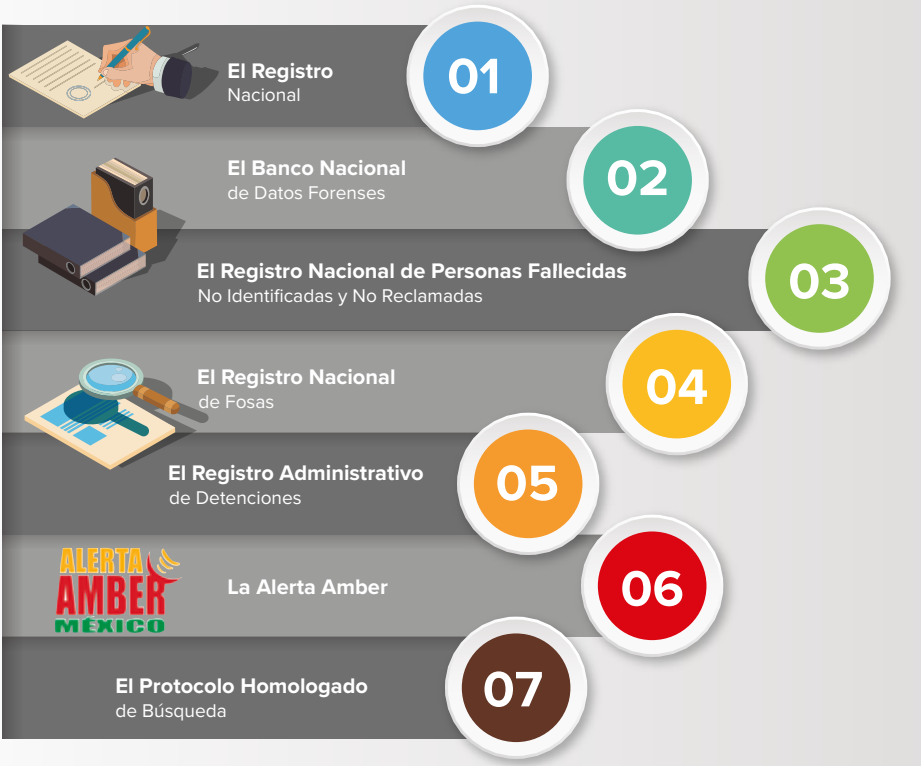 El Registro
Nacional
01
El Banco Nacional
de Datos Forenses
02
El Registro Nacional de Personas Fallecidas
No Identificadas y No Reclamadas
03
El Registro Nacional
de Fosas
04
El Registro Administrativo
de Detenciones
05
ALERTA
AMBER
MÉXICO
La Alerta Amber
06
El Protocolo Homologado
de Búsqueda
07